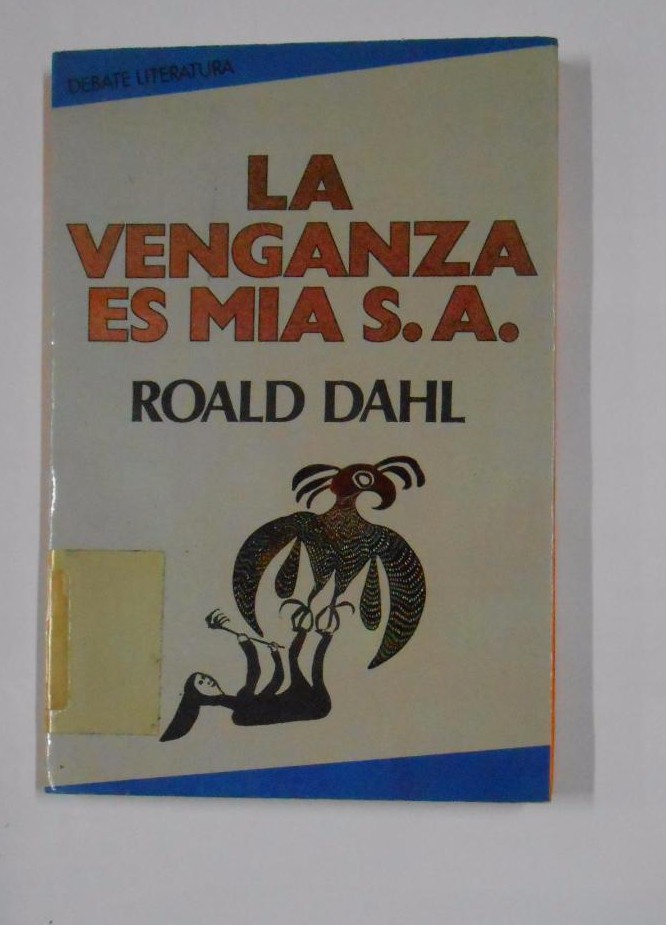 DEBATE LITERATURA
LA
VENGANZA
ES MIA S.A.
ROALD DAHL